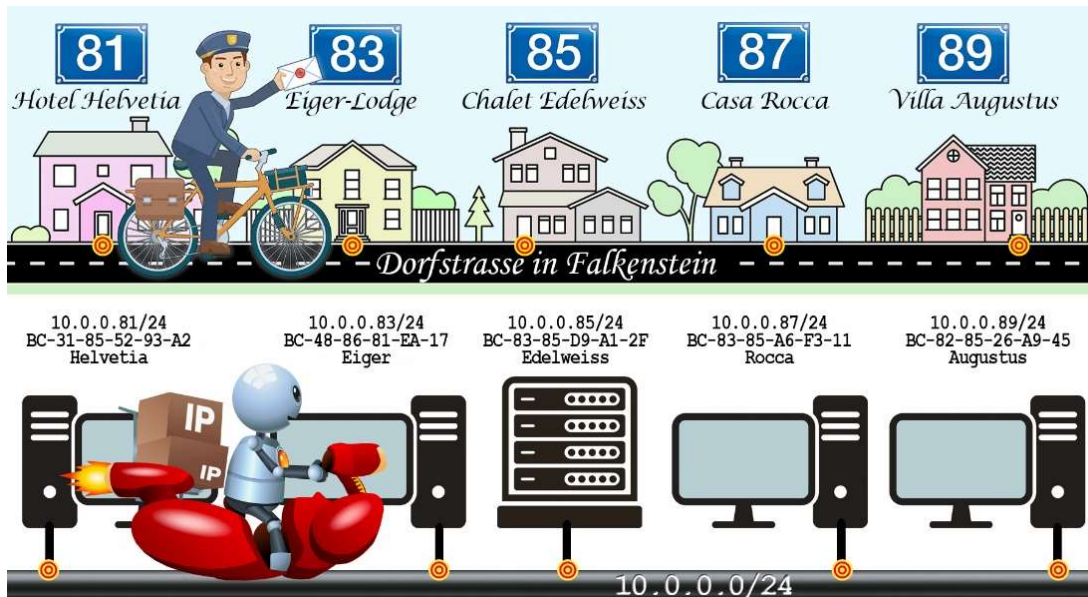 81
83
85
87
89
Hotel Helvetia
Eiger-Lodge
Chalet Edelweiss
Casa Rocca
Villa Augustus
Dorfstrasse in Falkenstein
10.0.0.81/24
BC-31-85-52-93-A2
Helvetia
10.0.0.83/24
BC-48-86-81-EA-17
Eiger
10.0.0.85/24
BC-83-85-D9-A1-2F
Edelweiss
10.0.0.87/24
BC-83-85-A6-F3-11
Rocca
10.0.0.89/24
BC-82-85-26-A9-45
Augustus
IP
IP
10.0.0.0/24